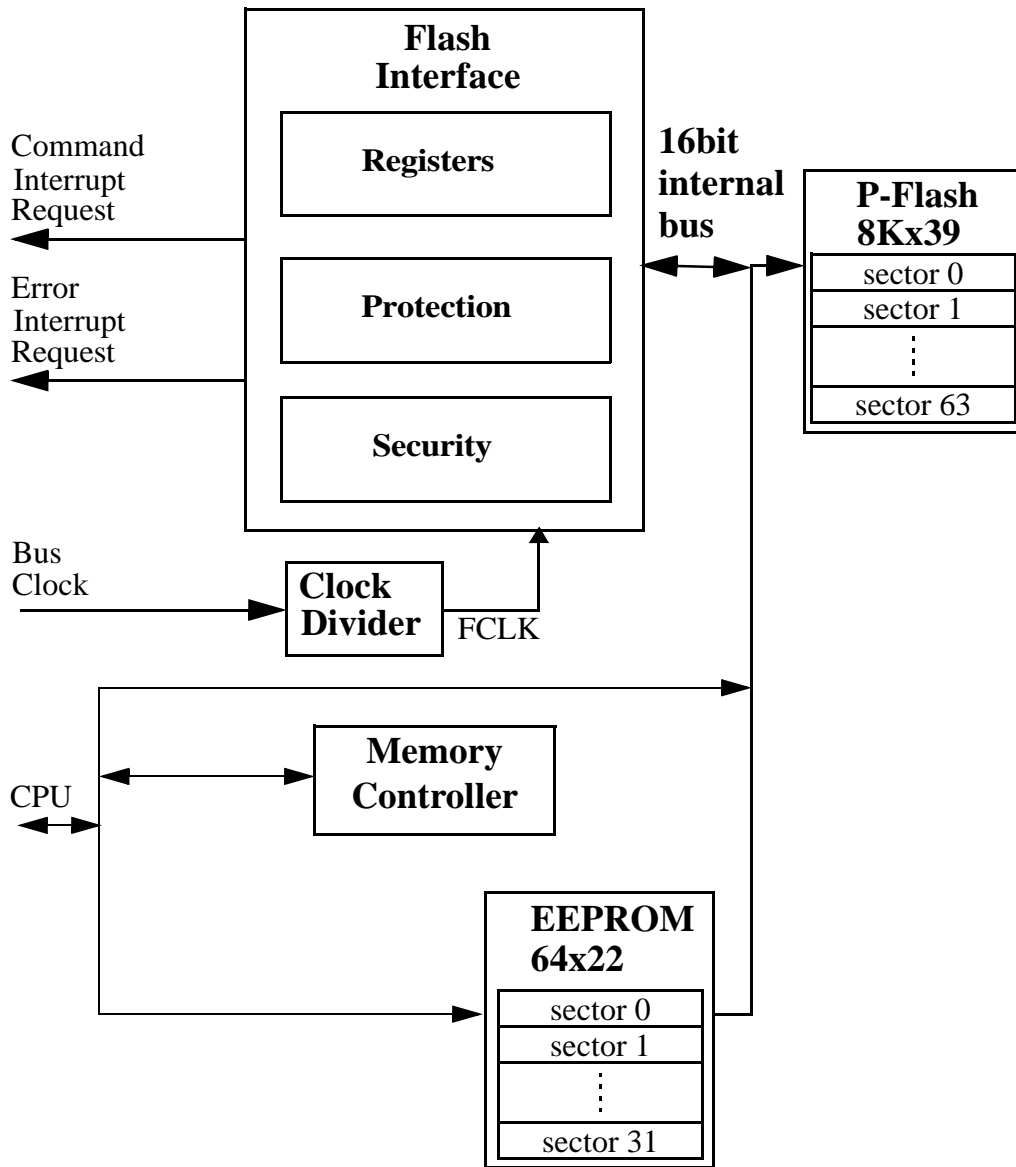 Flash
Interface
Registers
Protection
Security
Command
Interrupt
Request
Error
Interrupt
Request
16bit
internal
bus
P-Flash
8Kx39
sector 0
sector 1
sector 63
Bus
Clock
Clock
Divider
FCLK
Memory
Controller
CPU
EEPROM
64x22
sector 0
sector 1
sector 31